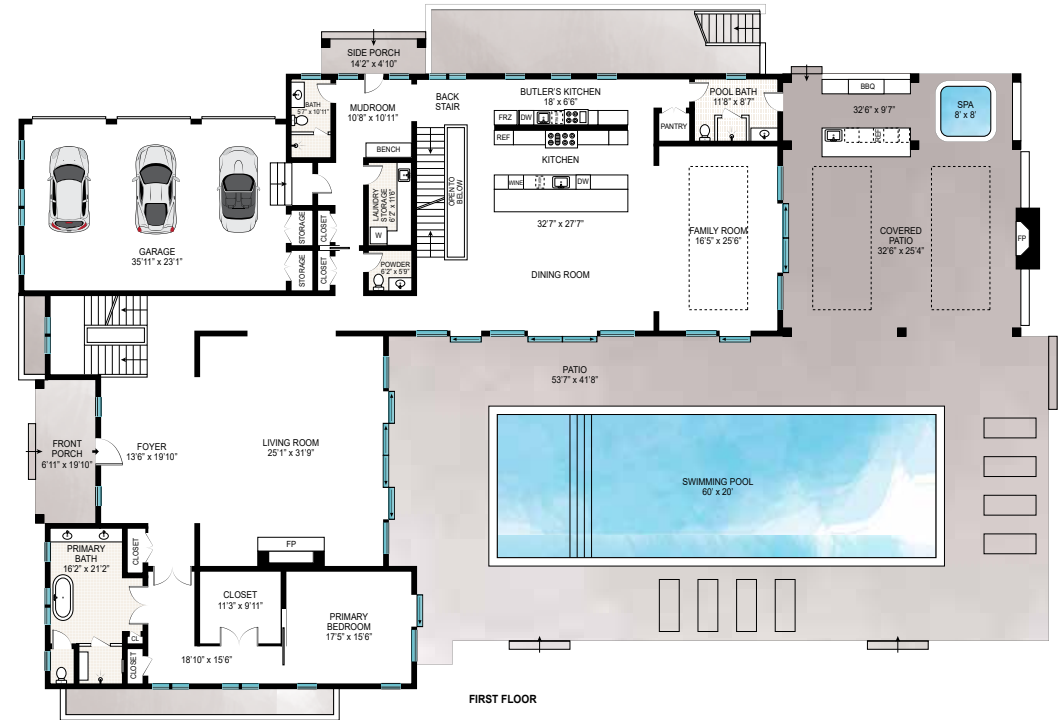 SIDE PORCH
14'2" x 4'10"
BATH
5'7" x 10'11"
MUDROOM
10'8" x 10'11"
BACK
STAIR
BUTLER'S KITCHEN
18' x 6'6"
FRZ
DW
REF
KITCHEN
WINE
DW
32'7" x 27'7"
DINING ROOM
PANTRY
POOL BATH
11'8" x 8'7"
BBQ
32'6" x 9'7"
REF
SPA
8' x 8'
BENCH
LAUNDRY
STORAGE
6'2" x 11'6"
W
OPEN TO
BELOW
GARAGE
35'11" x 23'1"
STORAGE
CLOSET
STORAGE
CLOSET
POWDER
6'2" x 5'9"
FAMILY ROOM
16'5" x 25'6"
COVERED
PATIO
32'6" x 25'4"
FP
PATIO
53'7" x 41'8"
FRONT
PORCH
6'11" x 19'10"
FOYER
13'6" x 19'10"
LIVING ROOM
25'1" x 31'9"
SWIMMING POOL
60' x 20'
FP
PRIMARY
BATH
16'2" x 21'2"
CLOSET
CLOSET
11'3" x 9'11"
PRIMARY
BEDROOM
17'5" x 15'6"
CL
CLOSET
18'10" x 15'6"
FIRST FLOOR